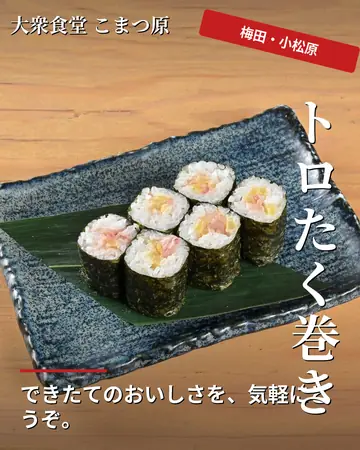 大衆食堂 こまつ原
梅田・小松原
トロたく巻き
できたてのおいしさを、気軽に
うぞ。